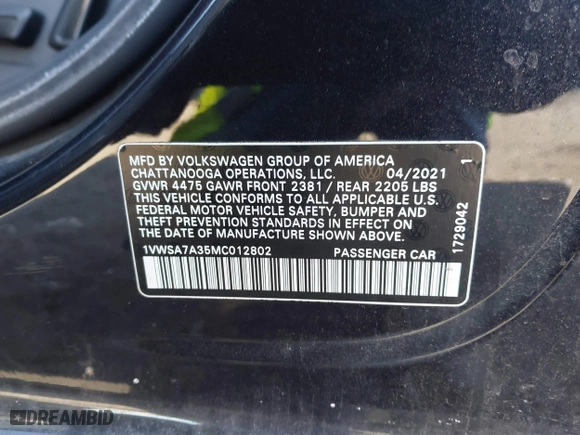 MFD BY VOLKSWAGEN GROUP OF AMERICA
CHATTANOOGA OPERATIONS, LLC. 04/2021
GVWR 4475 GAWR FRONT 2381 / REAR 2205 LBS
THIS VEHICLE CONFORMS TO ALL APPLICABLE U.S.
FEDERAL MOTOR VEHICLE SAFETY, BUMPER AND
THEFT PREVENTION STANDARDS IN EFFECT ON
THE DATE OF MANUFACTURE SHOWN ABOVE.
1VWSA7A35MC012802 PASSENGER CAR
1729042 1
DREAMBID